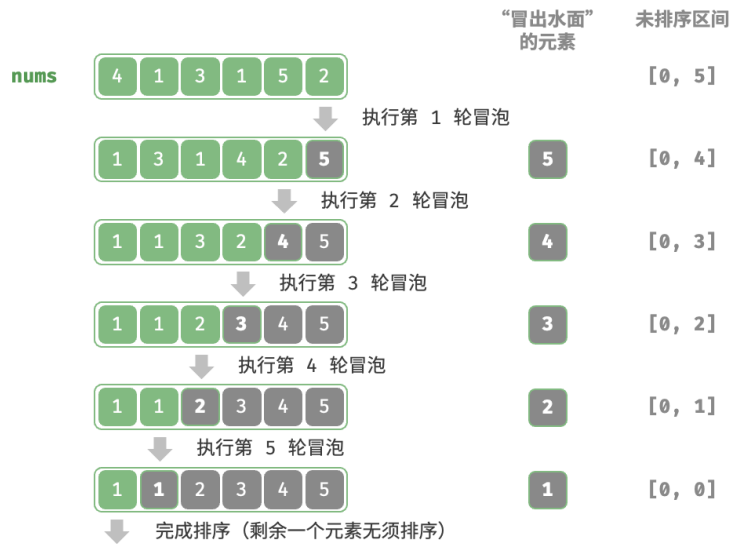 “冒出水面” 未排序区间
的元素
nums 4 1 3 1 5 2 [0, 5]
执行第 1 轮冒泡
1 3 1 4 2 5 5 [0, 4]
执行第 2 轮冒泡
1 1 3 2 4 5 4 [0, 3]
执行第 3 轮冒泡
1 1 2 3 4 5 3 [0, 2]
执行第 4 轮冒泡
1 1 2 3 4 5 2 [0, 1]
执行第 5 轮冒泡
1 1 2 3 4 5 1 [0, 0]
完成排序（剩余一个元素无须排序）